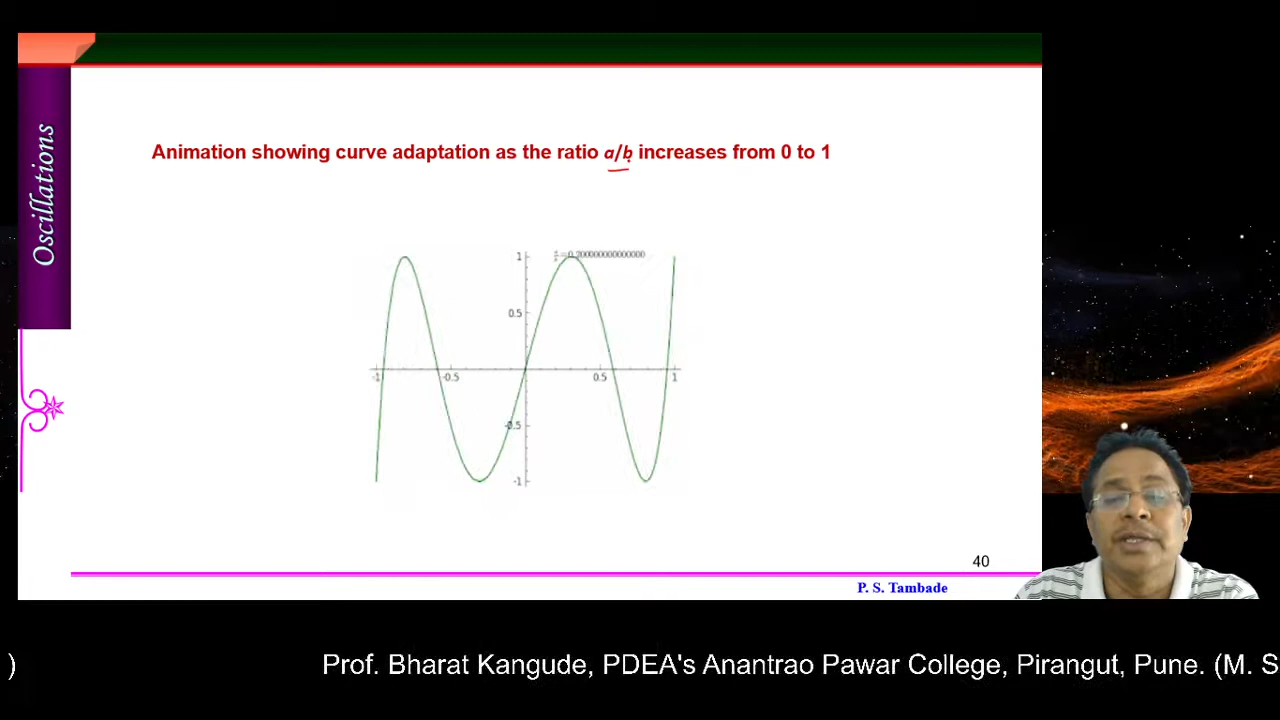 Oscillations
Animation showing curve adaptation as the ratio a/b increases from 0 to 1
1
0.5
-1
-0.5
0.5
1
-0.5
-1
40
P. S. Tambade
) Prof. Bharat Kangude, PDEA's Anantrao Pawar College, Pirangut, Pune. (M. S